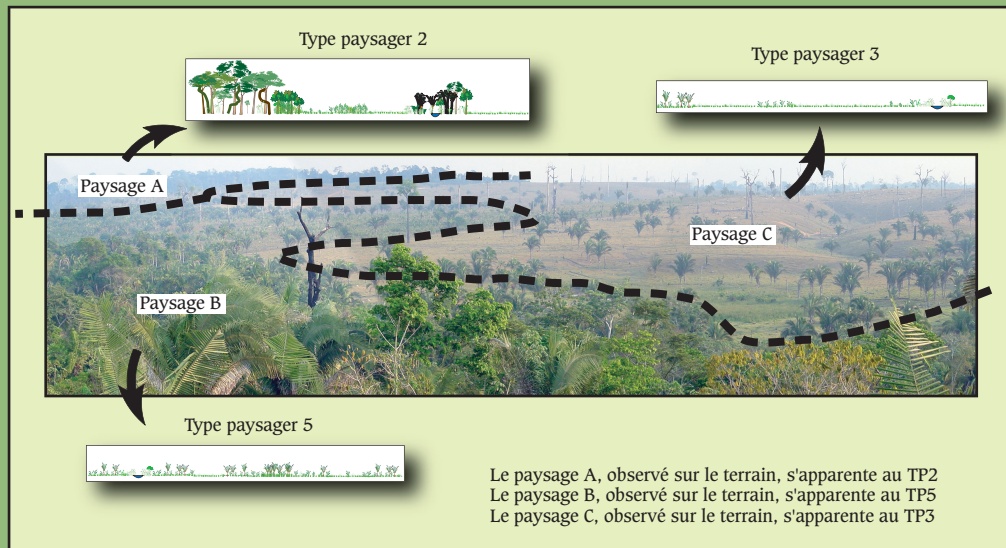 Type paysager 2
Type paysager 3
Paysage A
Paysage C
Paysage B
Type paysager 5
Le paysage A, observé sur le terrain, s'apparente au TP2
Le paysage B, observé sur le terrain, s'apparente au TP5
Le paysage C, observé sur le terrain, s'apparente au TP3